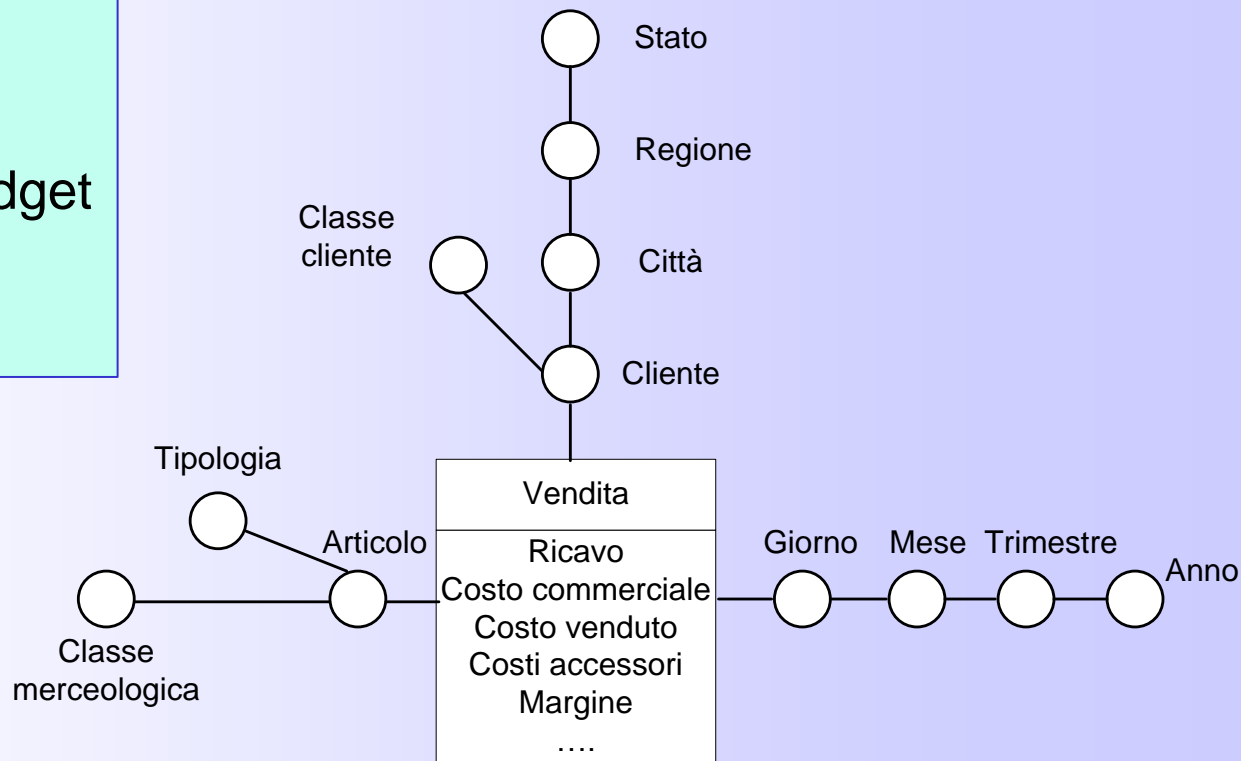 Stato
Regione
Classe
cliente
Città
Cliente
Tipologia
Vendita
Articolo
Ricavo
Costo commerciale
Costo venduto
Costi accessori
Margine
….
Giorno
Mese
Trimestre
Anno
Classe
merceologica